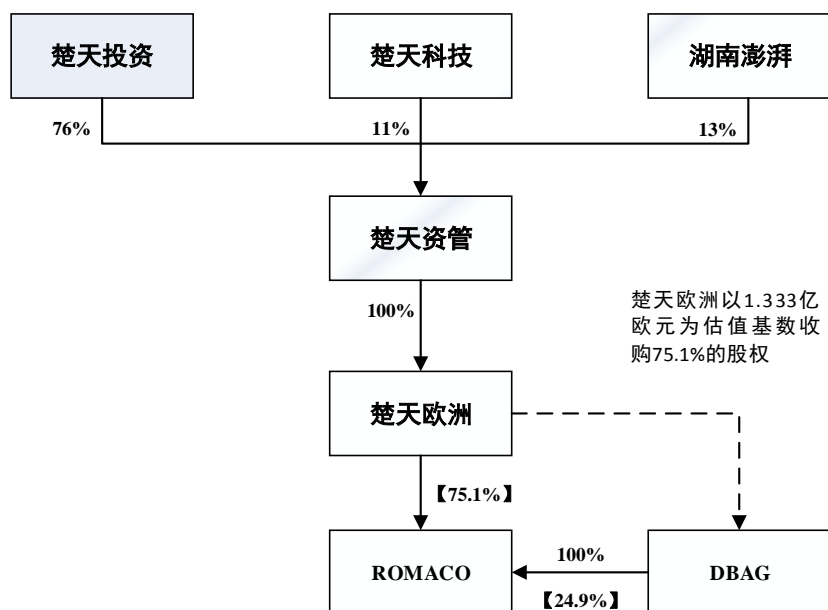 楚天投资
楚天科技
湖南澎湃
76%
11%
13%
楚天资管
100%
楚天欧洲以1.333亿
欧元为估值基数收
购75.1%的股权
楚天欧洲
【75.1%】
ROMACO
100%
【24.9%】
DBAG